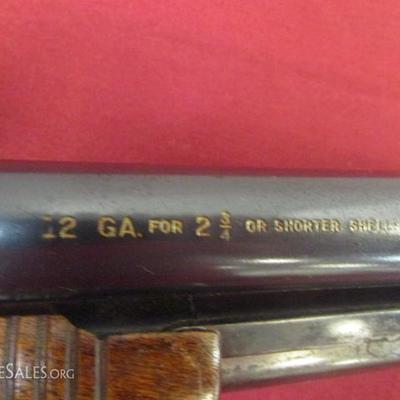 12 GA. FOR 2 3/4 OR SHORTER SHELLS
ESALES.ORG